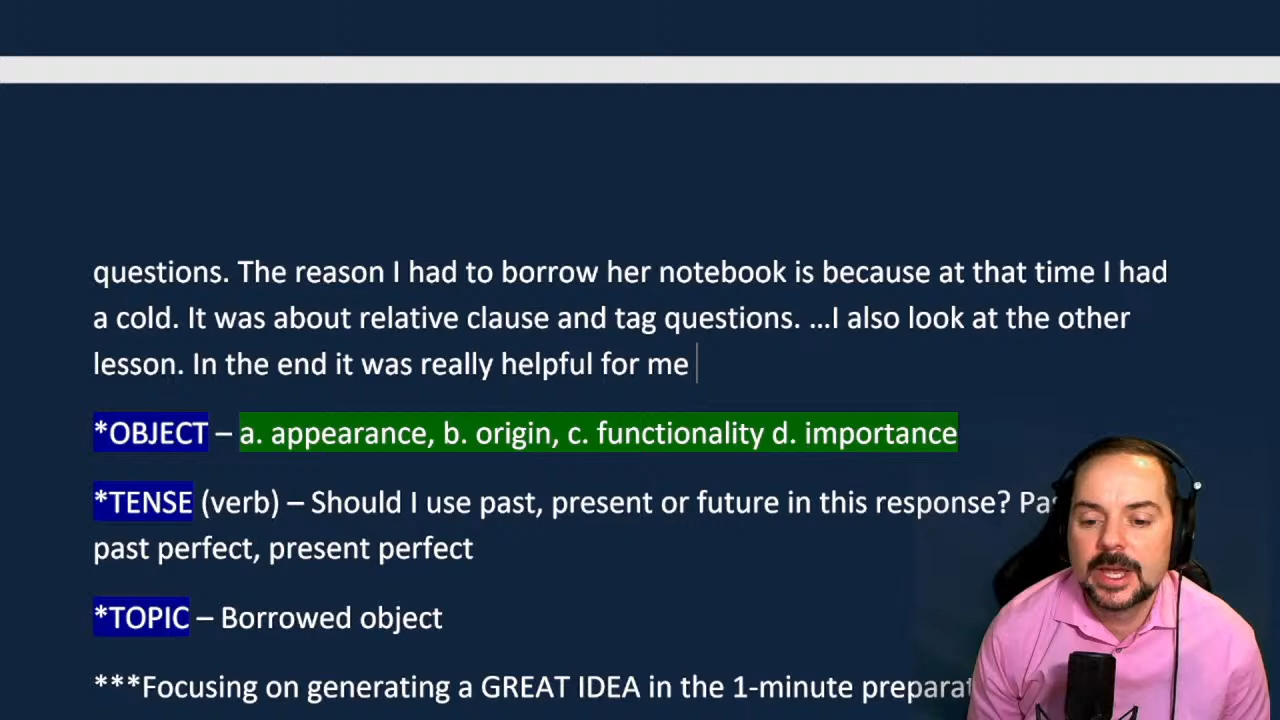 questions. The reason I had to borrow her notebook is because at that time I had
a cold. It was about relative clause and tag questions. …I also look at the other
lesson. In the end it was really helpful for me
*OBJECT – a. appearance, b. origin, c. functionality d. importance
*TENSE (verb) – Should I use past, present or future in this response?
past perfect, present perfect
*TOPIC – Borrowed object
***Focusing on generating a GREAT IDEA in the 1-minute